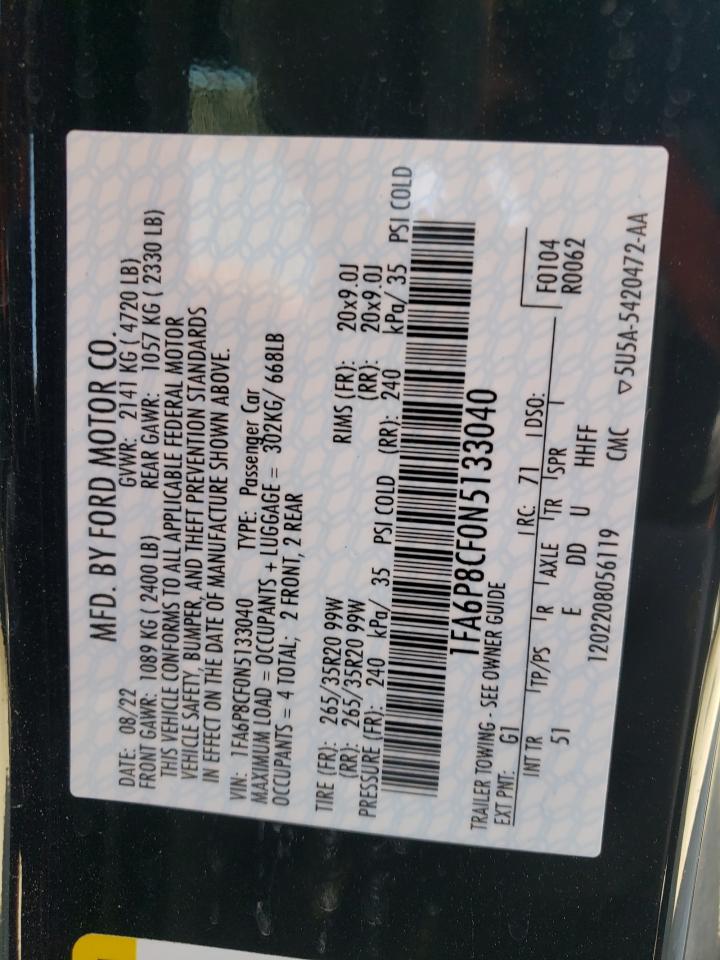 MFD. BY FORD MOTOR CO.
DATE: 08/22 GVWR: 2141 KG ( 4720 LB)
FRONT GAWR: 1089 KG ( 2400 LB) REAR GAWR: 1057 KG ( 2330 LB)
THIS VEHICLE CONFORMS TO ALL APPLICABLE FEDERAL MOTOR
VEHICLE SAFETY, BUMPER, AND THEFT PREVENTION STANDARDS
IN EFFECT ON THE DATE OF MANUFACTURE SHOWN ABOVE.
VIN: 1FA6P8CF0N5133040 TYPE: Passenger Car
MAXIMUM LOAD = OCCUPANTS + LUGGAGE = 302KG/ 668LB
OCCUPANTS = 4 TOTAL; 2 FRONT, 2 REAR
TIRE (FR): 265/35R20 99W RIMS (FR): 20x9.0J
(RR): 265/35R20 99W (RR): 20x9.0J
PRESSURE (FR): 240 kPa/ 35 PSI COLD (RR): 240 kPa/ 35 PSI COLD
1FA6P8CF0N5133040
TRAILER TOWING - SEE OWNER GUIDE
EXT PNT: G1 RC: 71 DSO:
INT TR TP/PS R AXLE TR SPR F0104
51 E DD U HHFF R0062
1202208056119 CMC ▽5U5A-5420472-AA